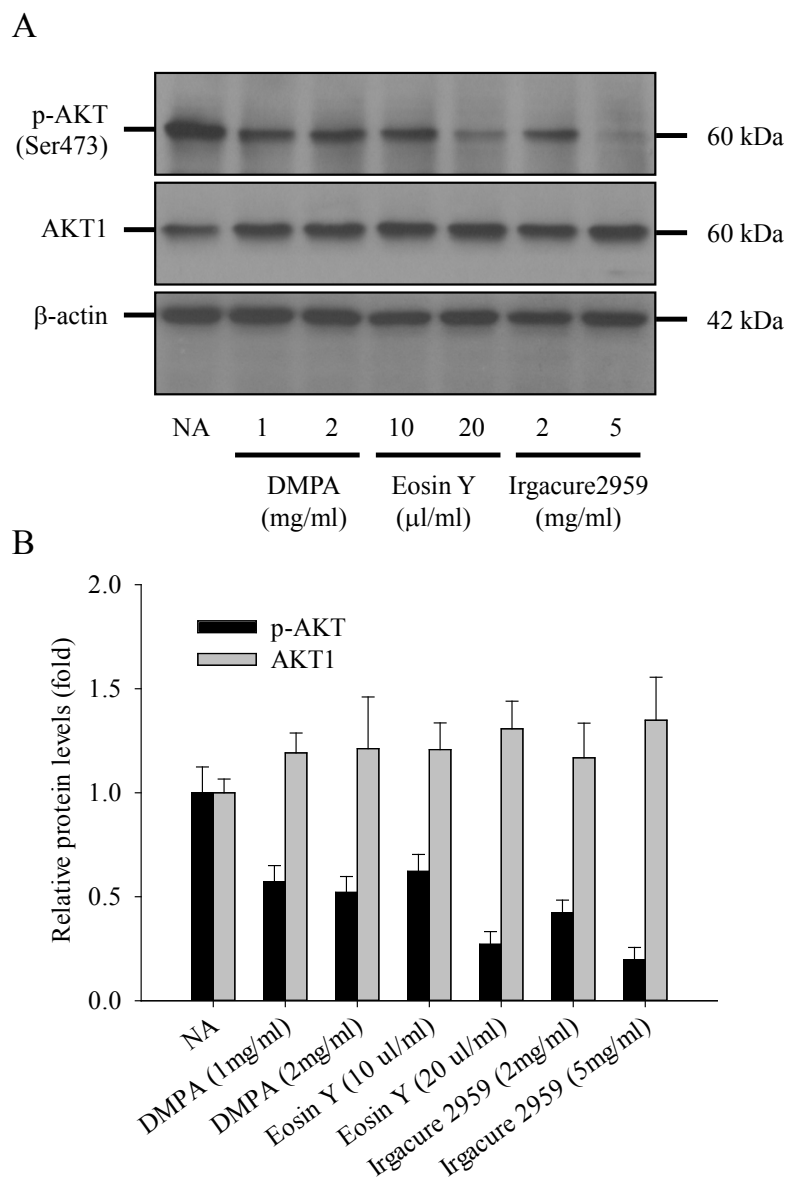 A
p-AKT
(Ser473)
60 kDa
AKT1
60 kDa
β-actin
42 kDa
NA 1 2 10 20 2 5
DMPA Eosin Y Irgacure2959
(mg/ml) (μl/ml) (mg/ml)
B
Relative protein levels (fold)
2.0
1.5
1.0
0.5
0.0
p-AKT
AKT1
NA
DMPA (1mg/ml)
DMPA (2mg/ml)
Eosin Y (10 ul/ml)
Eosin Y (20 ul/ml)
Irgacure 2959 (2mg/ml)
Irgacure 2959 (5mg/ml)